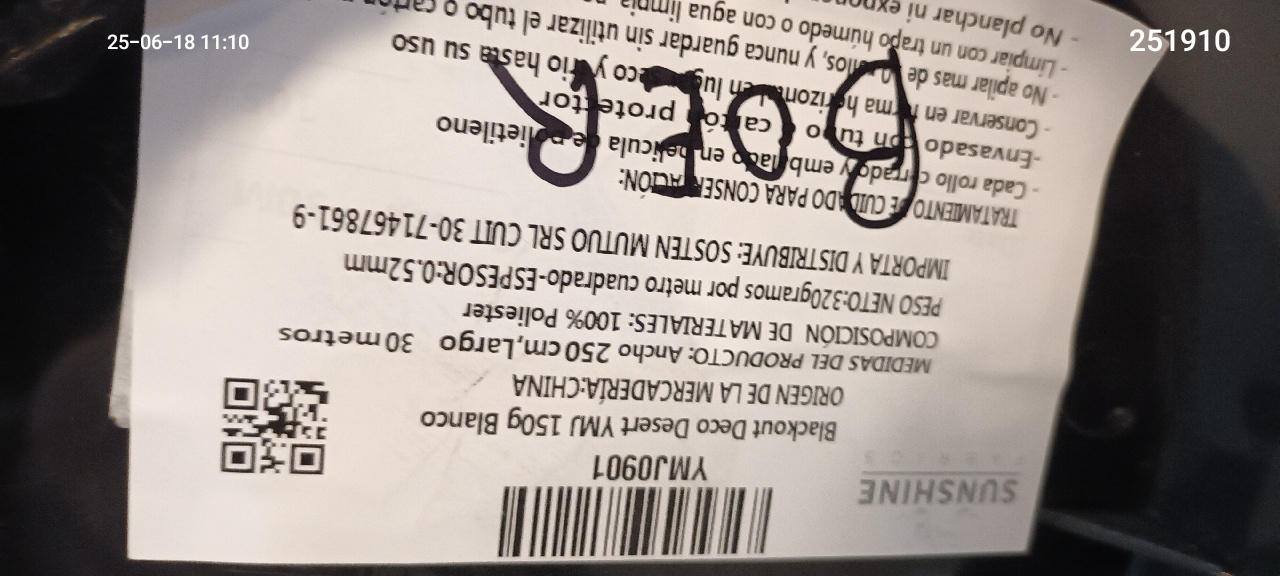 25-06-18 11:10
251910
SUNSHINE
FABRICS
YMJ0901
Blackout Deco Desert YMJ 150g Blanco
ORIGEN DE LA MERCADERÍA:CHINA
MEDIDAS DEL PRODUCTO: Ancho 250cm,Largo 30metros
COMPOSICIÓN DE MATERIALES: 100% Poliester
PESO NETO:320gramos por metro cuadrado-ESPESOR:0.52mm
IMPORTA Y DISTRIBUYE: SOSTEN MUTUO SRL CUIT 30-71467861-9
TRATAMIENTO DE CUIDADO PARA CONSERVACIÓN:
- Cada rollo cerrado y embalado en pelicula de polietileno
-Envasado con tubo o cartón protector
- Conservar en forma horizontal en lugar seco y frio hasta su uso
- No apilar mas de 10 rollos, y nunca guardar sin utilizar el tubo o cartón
- Limpiar con un trapo húmedo o con agua limpia,
- No planchar ni